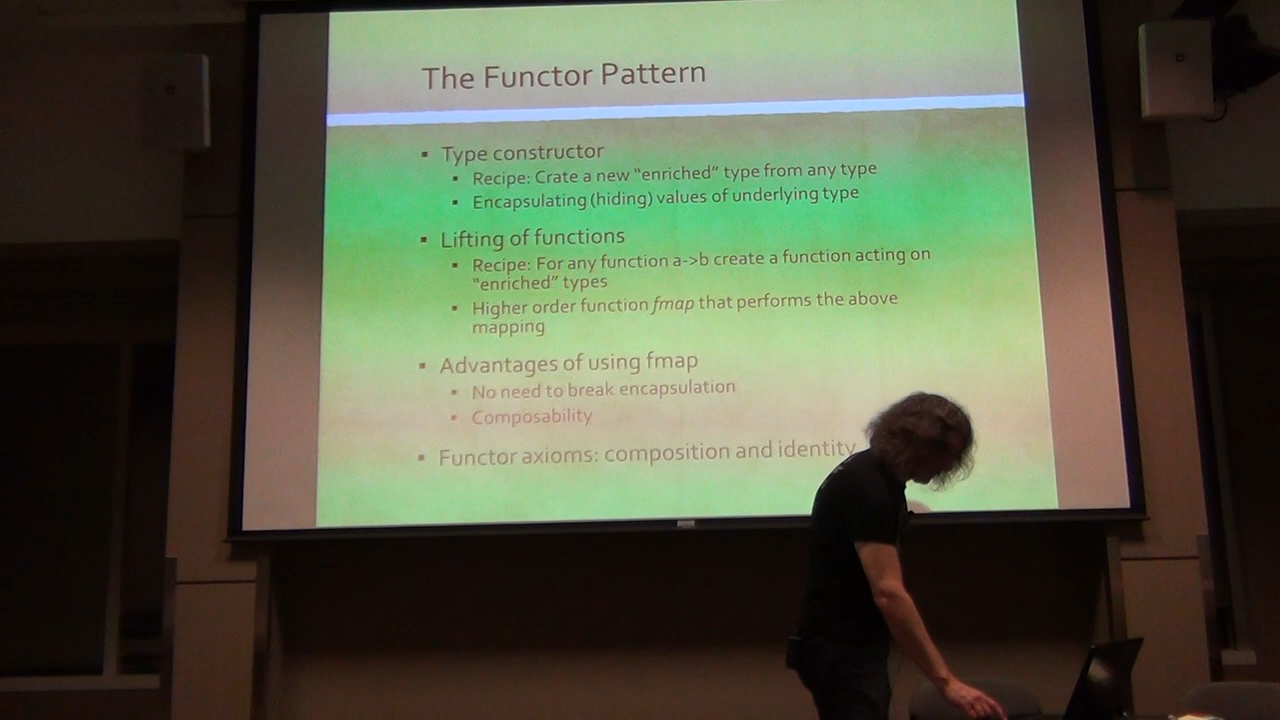 The Functor Pattern
▪ Type constructor
▪ Recipe: Crate a new “enriched” type from any type
▪ Encapsulating (hiding) values of underlying type
▪ Lifting of functions
▪ Recipe: For any function a->b create a function acting on
“enriched” types
▪ Higher order function fmap that performs the above
mapping
▪ Advantages of using fmap
▪ No need to break encapsulation
▪ Composability
▪ Functor axioms: composition and identity